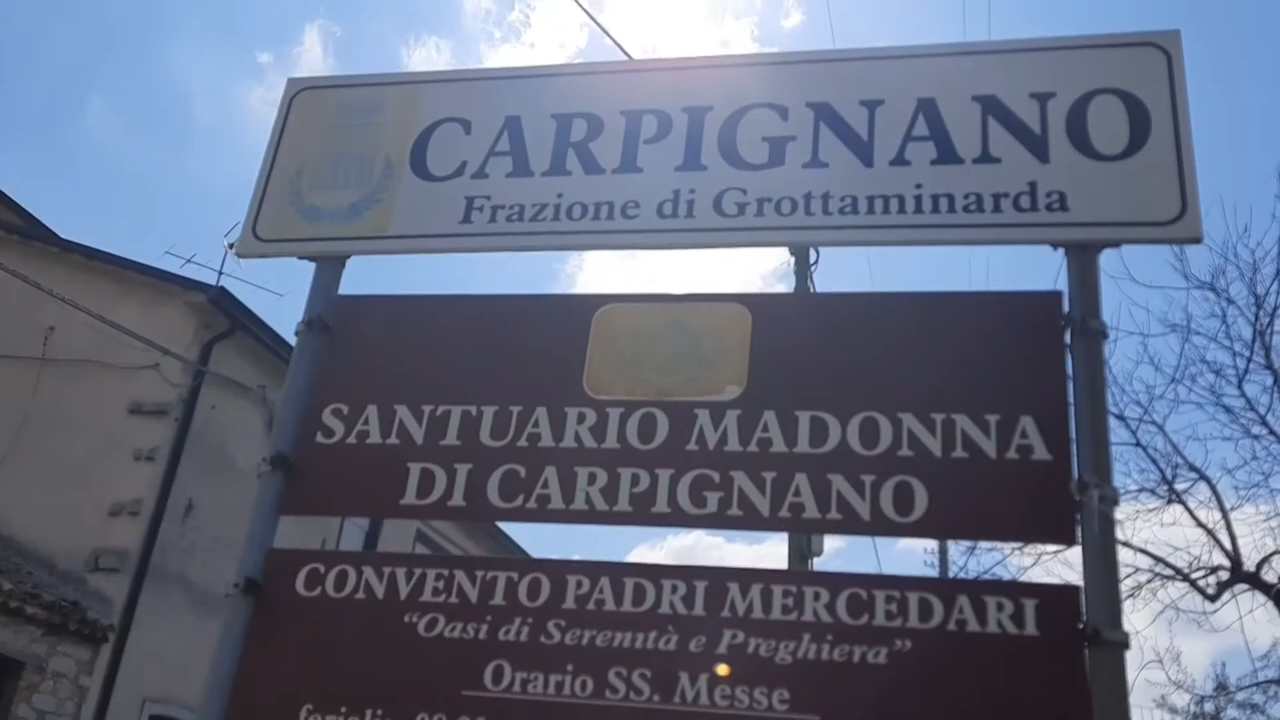 CARPIGNANO
Frazione di Grottaminarda
SANTUARIO MADONNA
DI CARPIGNANO
CONVENTO PADRI MERCEDARI
“Oasi di Serenità e Preghiera”
Orario SS. Messe